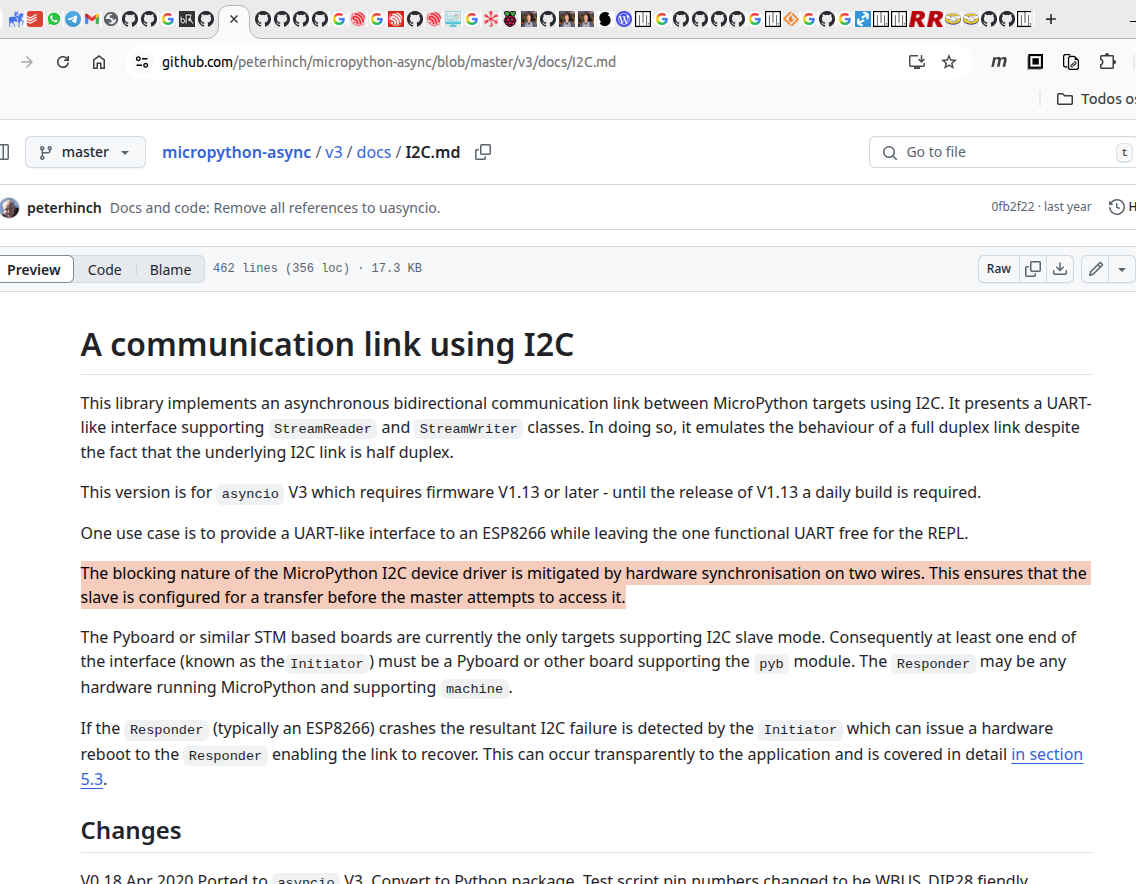 github.com/peterhinch/micropython-async/blob/master/v3/docs/I2C.md
m
Todos os
master
micropython-async / v3 / docs / I2C.md
Go to file
t
peterhinch Docs and code: Remove all references to uasyncio.
0fb2f22 · last year
H
Preview
Code
Blame
462 lines (356 loc) · 17.3 KB
Raw
A communication link using I2C
This library implements an asynchronous bidirectional communication link between MicroPython targets using I2C. It presents a UART-
like interface supporting StreamReader and StreamWriter classes. In doing so, it emulates the behaviour of a full duplex link despite
the fact that the underlying I2C link is half duplex.
This version is for asyncio V3 which requires firmware V1.13 or later - until the release of V1.13 a daily build is required.
One use case is to provide a UART-like interface to an ESP8266 while leaving the one functional UART free for the REPL.
The blocking nature of the MicroPython I2C device driver is mitigated by hardware synchronisation on two wires. This ensures that the
slave is configured for a transfer before the master attempts to access it.
The Pyboard or similar STM based boards are currently the only targets supporting I2C slave mode. Consequently at least one end of
the interface (known as the Initiator ) must be a Pyboard or other board supporting the pyb module. The Responder may be any
hardware running MicroPython and supporting machine.
If the Responder (typically an ESP8266) crashes the resultant I2C failure is detected by the Initiator which can issue a hardware
reboot to the Responder enabling the link to recover. This can occur transparently to the application and is covered in detail in section
5.3.
Changes
V0.18 Apr 2020 Ported to asyncio V3. Convert to Python package. Test script pin numbers changed to be WBUS_DIP28 fiendly.